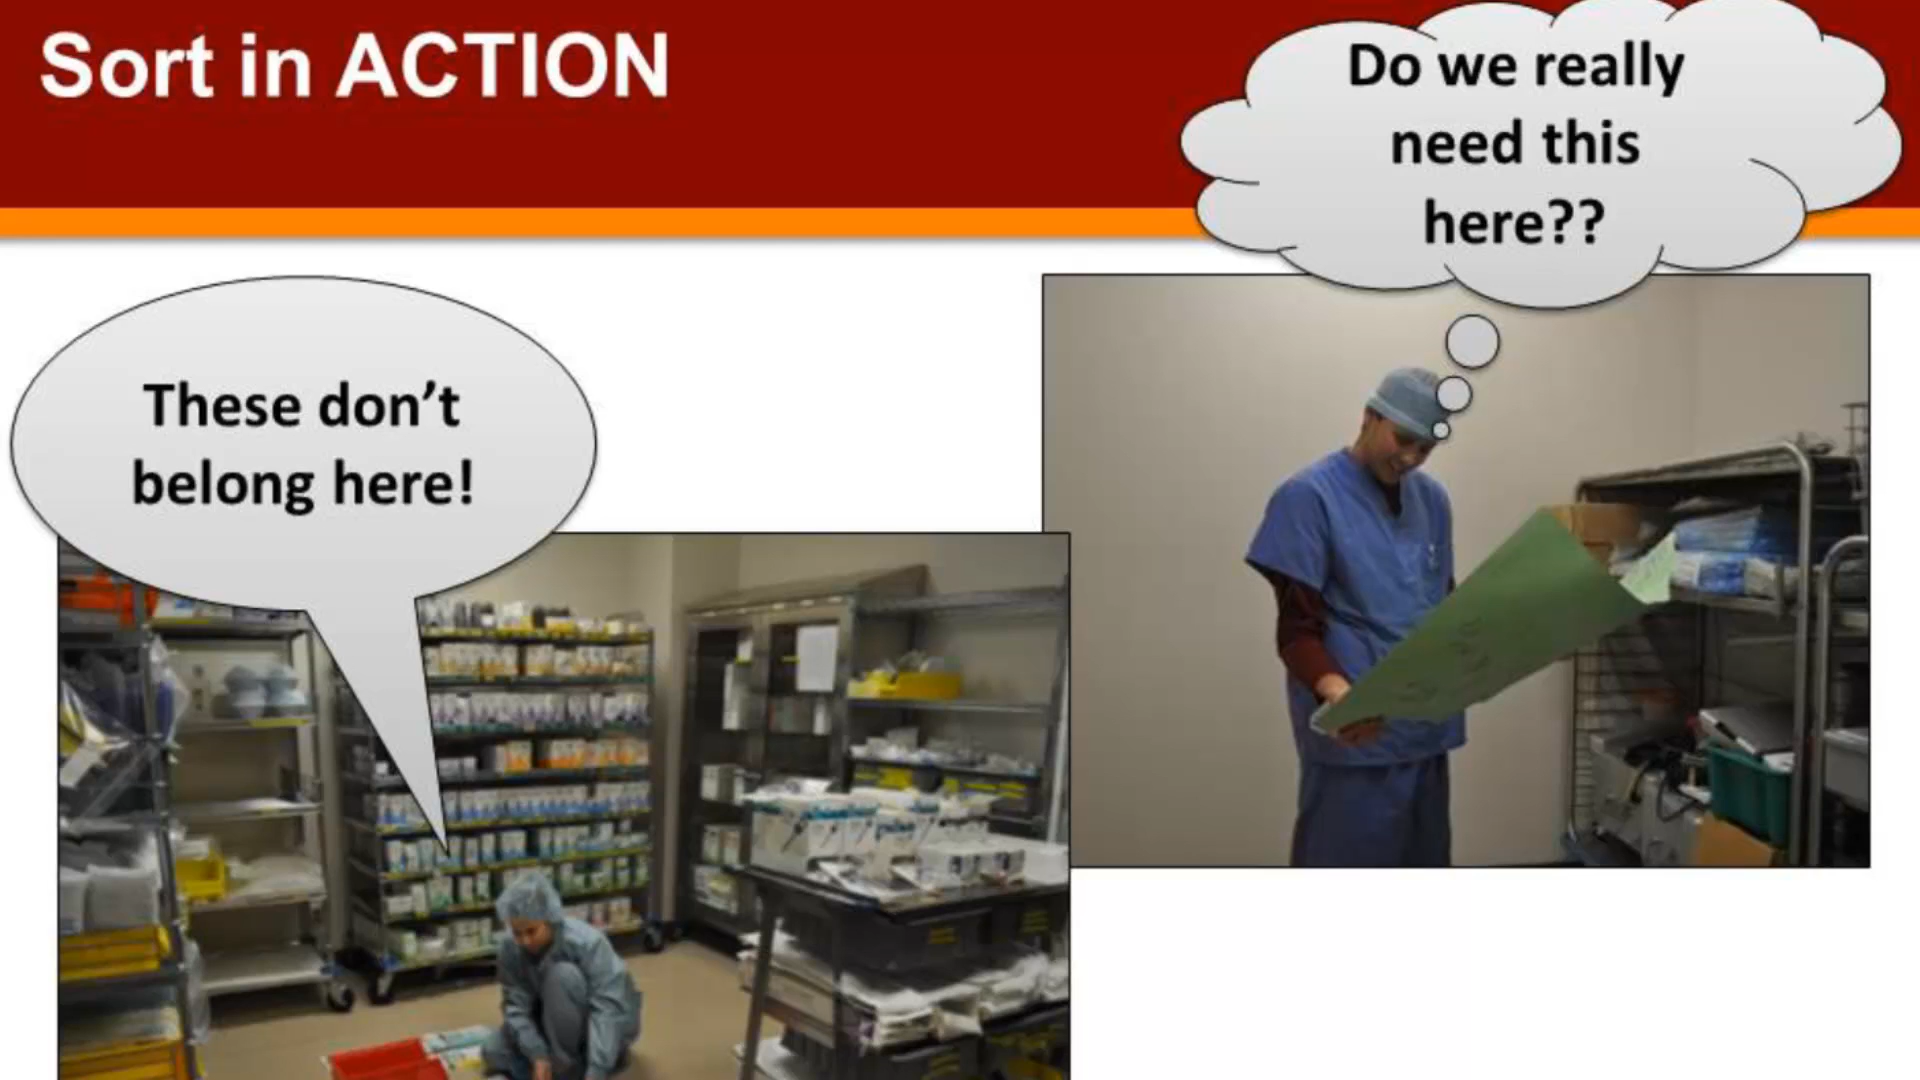 Sort in ACTION
Do we really
need this
here??
These don’t
belong here!